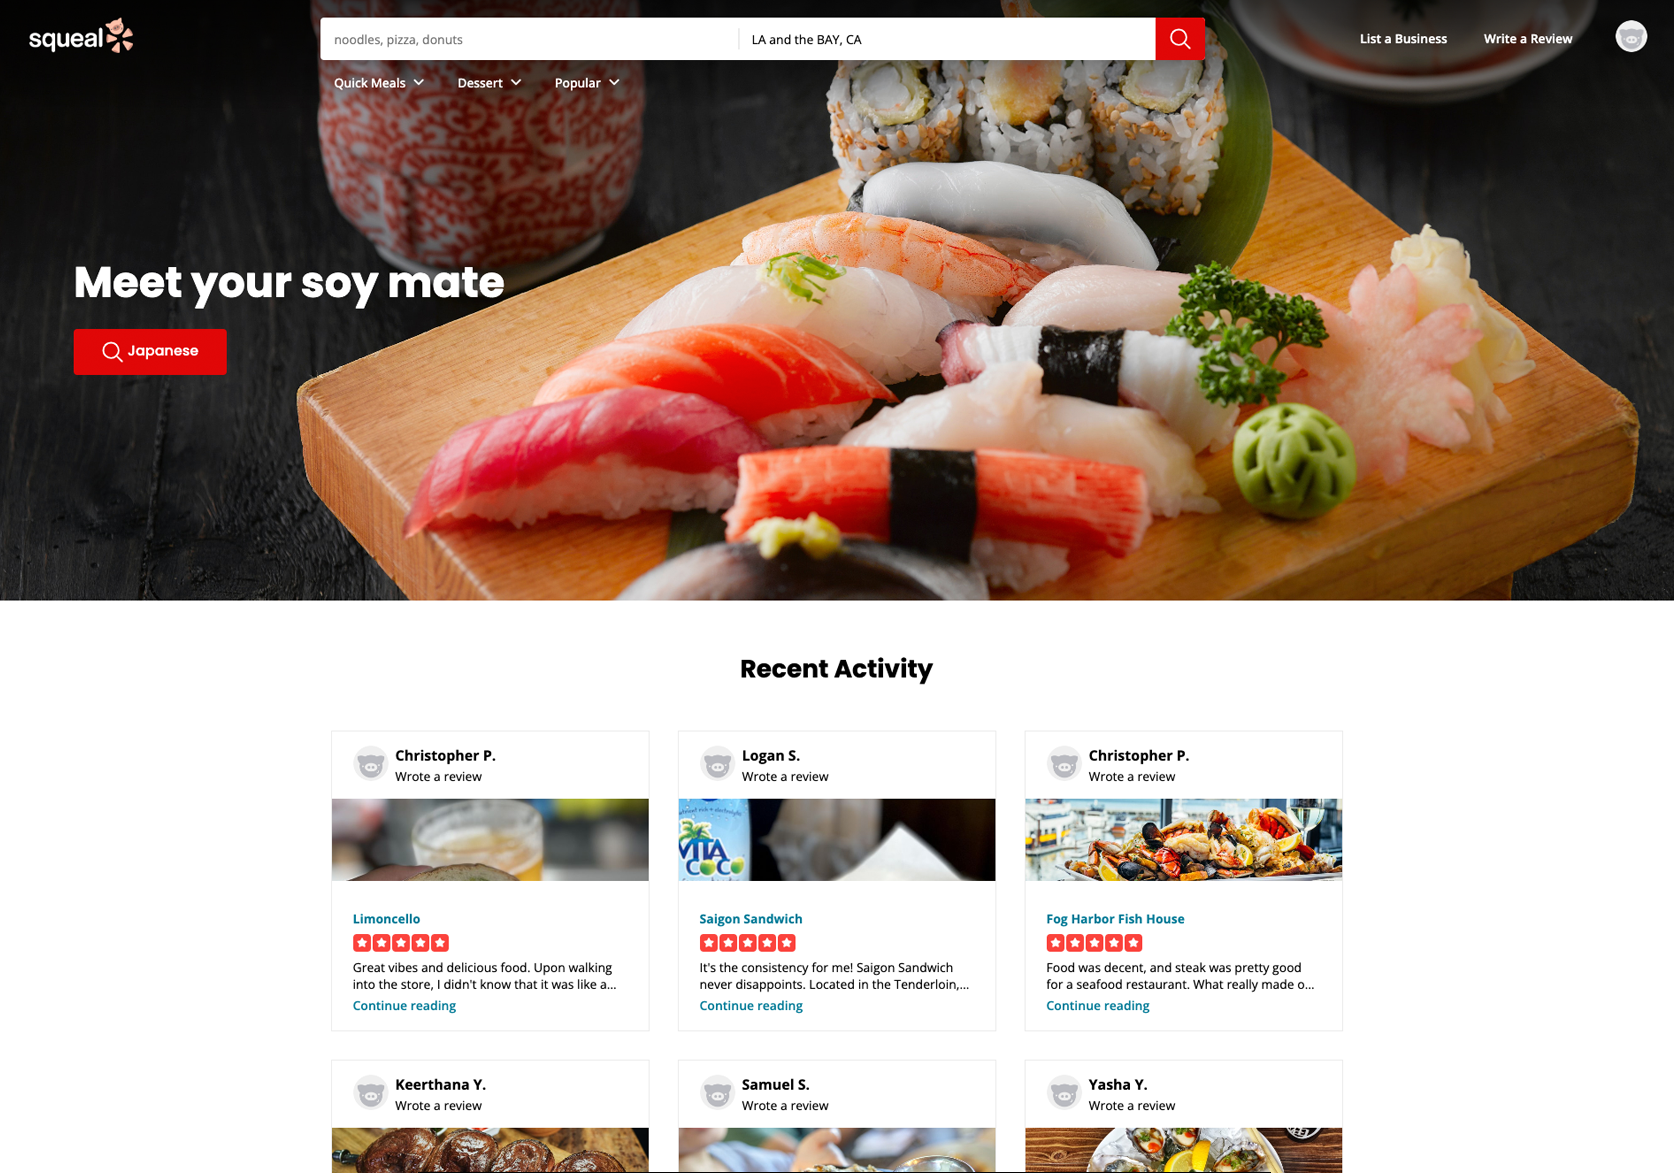 squeal
noodles, pizza, donuts
LA and the BAY, CA
List a Business
Write a Review
Quick Meals
Dessert
Popular
Meet your soy mate
Japanese
Recent Activity
Christopher P.
Wrote a review
Limoncello
Great vibes and delicious food. Upon walking
into the store, I didn't know that it was like a...
Continue reading
Logan S.
Wrote a review
VITA
COCO
Saigon Sandwich
It's the consistency for me! Saigon Sandwich
never disappoints. Located in the Tenderloin,...
Continue reading
Christopher P.
Wrote a review
Fog Harbor Fish House
Food was decent, and steak was pretty good
for a seafood restaurant. What really made o...
Continue reading
Keerthana Y.
Wrote a review
Samuel S.
Wrote a review
Yasha Y.
Wrote a review